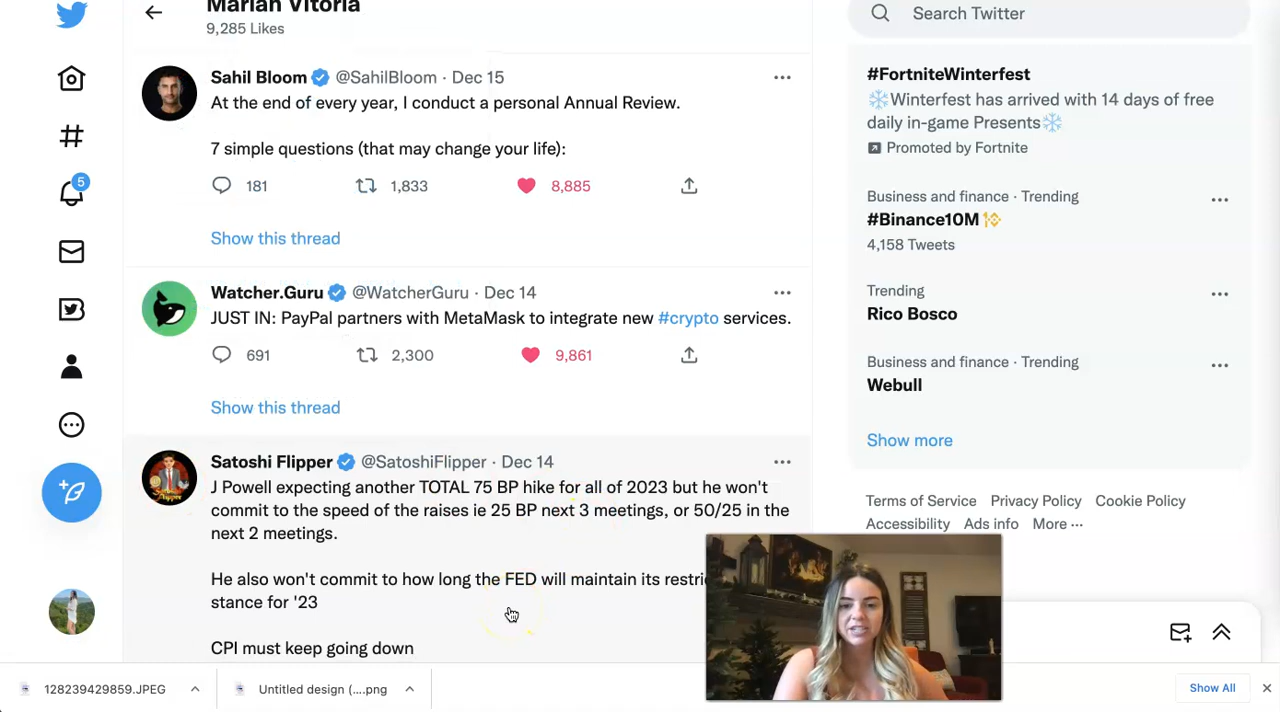 Marian Vitoria
9,285 Likes
Sahil Bloom @SahilBloom · Dec 15
At the end of every year, I conduct a personal Annual Review.
7 simple questions (that may change your life):
181 1,833 8,885
Show this thread
Watcher.Guru @WatcherGuru · Dec 14
JUST IN: PayPal partners with MetaMask to integrate new #crypto services.
691 2,300 9,861
Show this thread
Satoshi Flipper @SatoshiFlipper · Dec 14
J Powell expecting another TOTAL 75 BP hike for all of 2023 but he won't
commit to the speed of the raises ie 25 BP next 3 meetings, or 50/25 in the
next 2 meetings.
He also won't commit to how long the FED will maintain its
stance for '23
CPI must keep going down
5
Search Twitter
#FortniteWinterfest
❄️Winterfest has arrived with 14 days of free
daily in-game Presents❄️
Promoted by Fortnite
Business and finance · Trending
#Binance10M
4,158 Tweets
Trending
Rico Bosco
Business and finance · Trending
Webull
Show more
Terms of Service Privacy Policy Cookie Policy
Accessibility Ads info More ···
128239429859.JPEG
Untitled design (....png
Show All